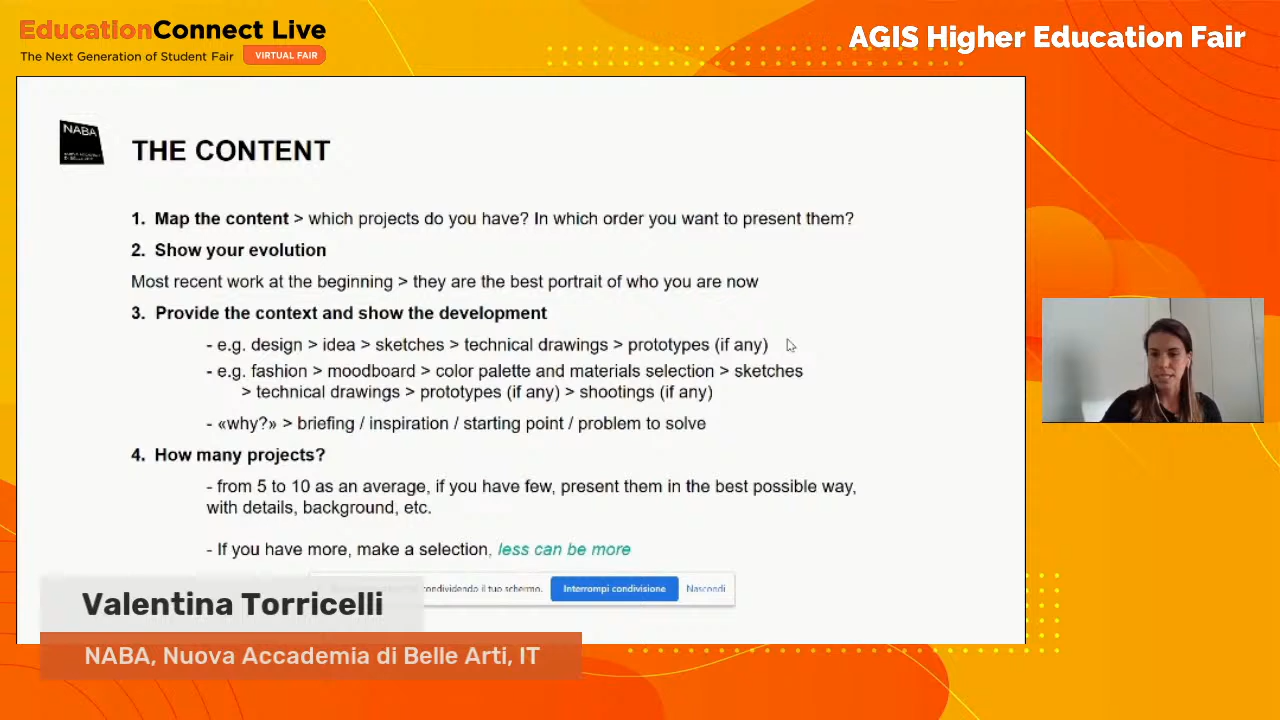 EducationConnect Live
The Next Generation of Student Fair
VIRTUAL FAIR
AGIS Higher Education Fair
NABA
THE CONTENT
1. Map the content > which projects do you have? In which order you want to present them?
2. Show your evolution
Most recent work at the beginning > they are the best portrait of who you are now
3. Provide the context and show the development
- e.g. design > idea > sketches > technical drawings > prototypes (if any)
- e.g. fashion > moodboard > color palette and materials selection > sketches
> technical drawings > prototypes (if any) > shootings (if any)
- «why?» > briefing / inspiration / starting point / problem to solve
4. How many projects?
- from 5 to 10 as an average, if you have few, present them in the best possible way,
with details, background, etc.
- If you have more, make a selection, less can be more
il tuo schermo.
Interrompi condivisione
Nascondi
Valentina Torricelli
NABA, Nuova Accademia di Belle Arti, IT